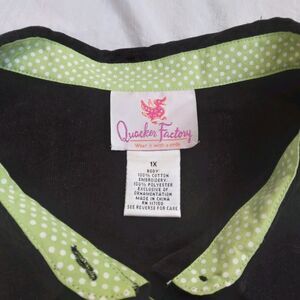 Quacker Factory
Wear it with a smile
1X
BODY
100% COTTON
EMBROIDERY:
100% POLYESTER
EXCLUSIVE OF
ORNAMENTATION
MADE IN CHINA
RN 117150
SEE REVERSE FOR CARE